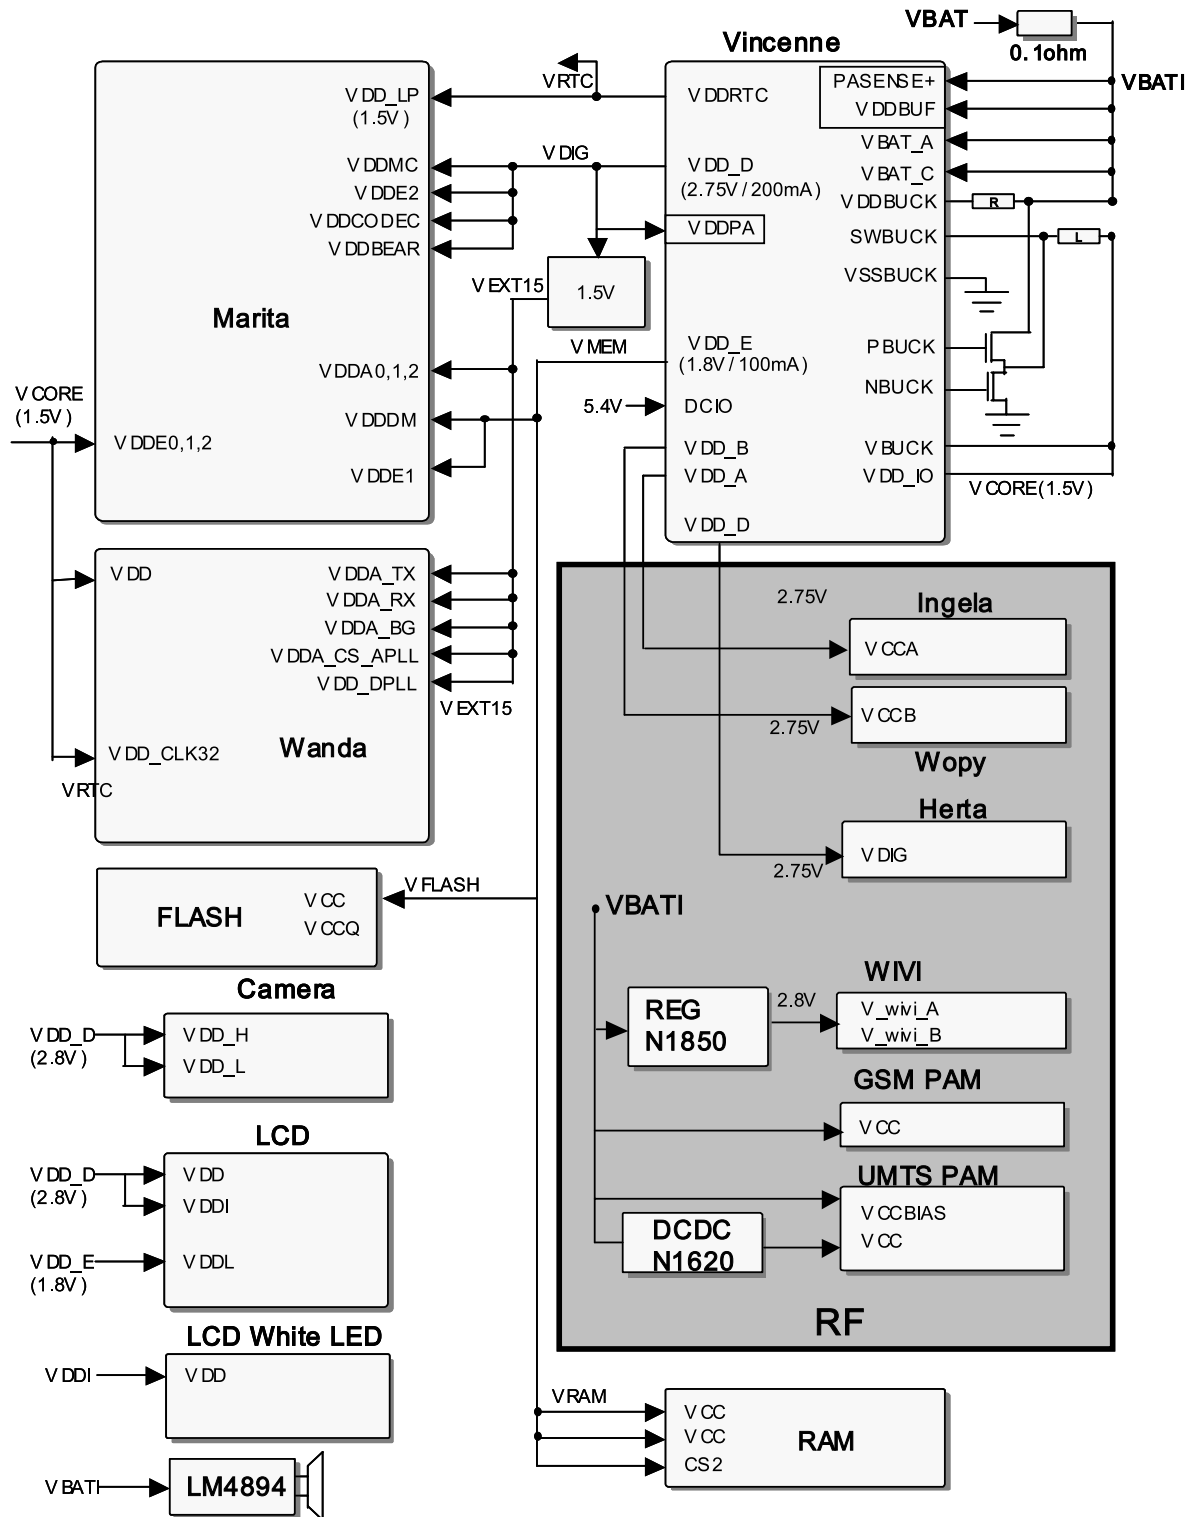 VBAT
0.1ohm
VBATI
Vincenne
PASENSE+
VDDBUF
VBAT_A
VBAT_C
VDDBUCK
R
SWBUCK
L
VSSBUCK
PBUCK
NBUCK
VBUCK
VDD_IO
VCORE(1.5V)
VDDRTC
VDD_D
(2.75V/200mA)
VDDPA
VDD_E
(1.8V/100mA)
5.4V
DCIO
VDD_B
VDD_A
VDD_D
VRTC
VDIG
VEXT15
1.5V
VMEM
VDD_LP
(1.5V)
VDDMC
VDDE2
VDDCODEC
VDDBEAR
Marita
VDDA0,1,2
VDDDM
VDDE1
VCORE
(1.5V)
VDDE0,1,2
VDD
VDDA_TX
VDDA_RX
VDDA_BG
VDDA_CS_APLL
VDD_DPLL
VEXT15
Wanda
VDD_CLK32
VRTC
VFLASH
FLASH
VCC
VCCQ
Camera
VDD_D
(2.8V)
VDD_H
VDD_L
LCD
VDD_D
(2.8V)
VDD
VDDI
VDD_E
(1.8V)
VDDL
LCD White LED
VDDI
VDD
VBATI
LM4894
2.75V
Ingela
VCCA
2.75V
VCCB
Wopy
Herta
2.75V
VDIG
VBATI
WIVI
REG
N1850
2.8V
V_wivi_A
V_wivi_B
GSM PAM
VCC
UMTS PAM
VCCBIAS
VCC
DCDC
N1620
RF
VRAM
VCC
VCC
CS2
RAM